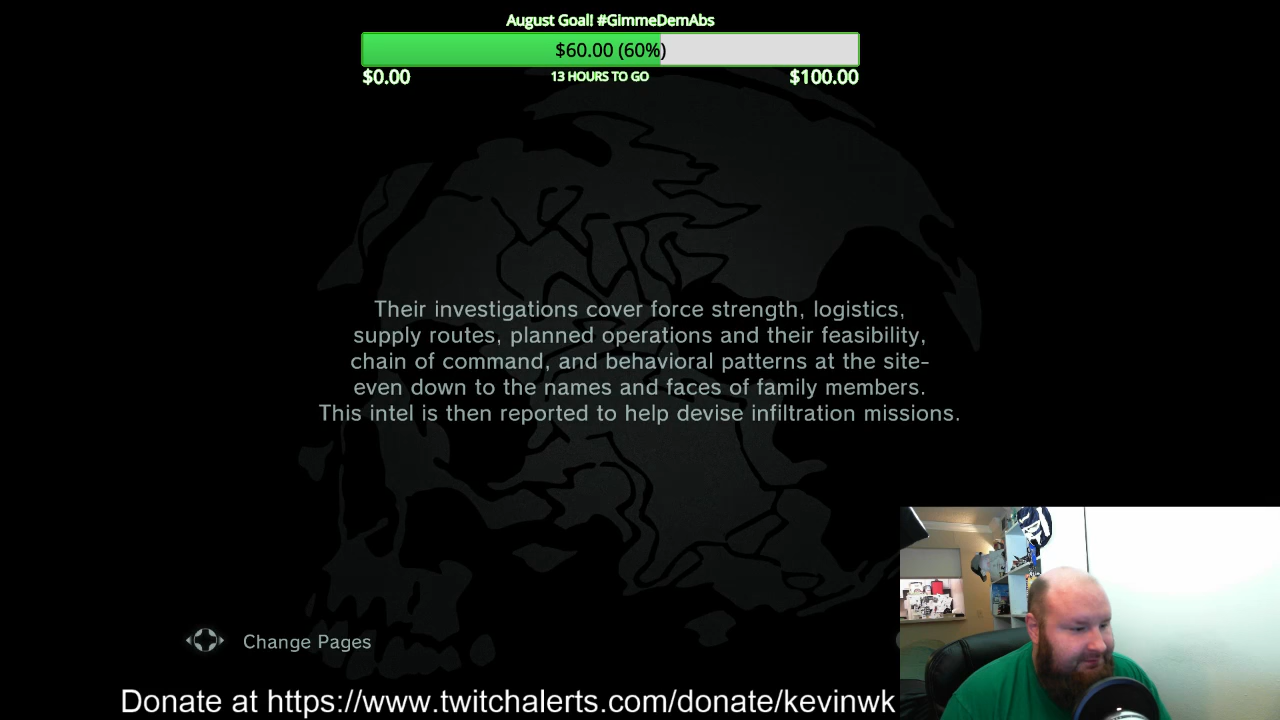 August Goal! #GimmeDemAbs
$60.00 (60%)
$0.00 13 HOURS TO GO $100.00
Their investigations cover force strength, logistics,
supply routes, planned operations and their feasibility,
chain of command, and behavioral patterns at the site-
even down to the names and faces of family members.
This intel is then reported to help devise infiltration missions.
Change Pages
Donate at https://www.twitchalerts.com/donate/kevinwk